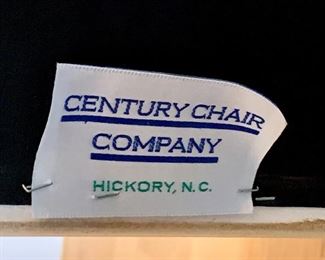 CENTURY CHAIR
COMPANY
HICKORY, N.C.